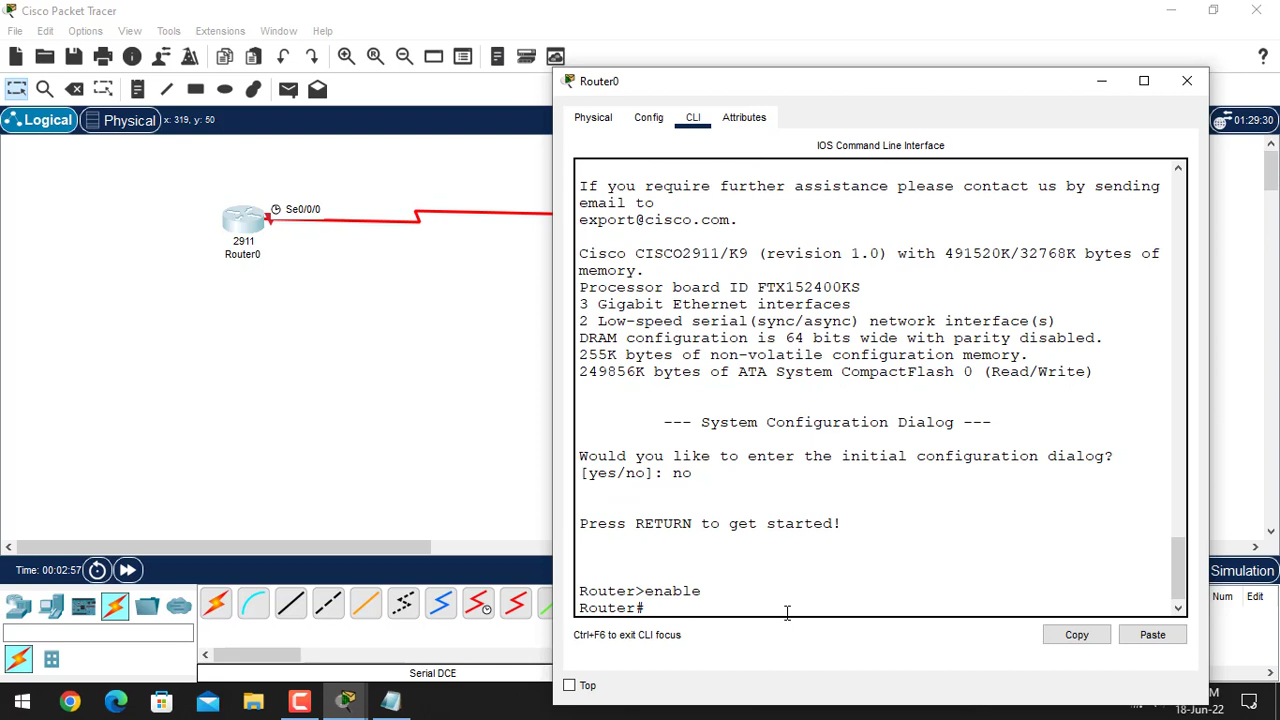 Cisco Packet Tracer
File Edit Options View Tools Extensions Window Help
Logical Physical x: 319, y: 50
01:29:30
Se0/0/0
2911
Router0
Router0
Physical Config CLI Attributes
IOS Command Line Interface
If you require further assistance please contact us by sending
email to
export@cisco.com.
Cisco CISCO2911/K9 (revision 1.0) with 491520K/32768K bytes of
memory.
Processor board ID FTX152400KS
3 Gigabit Ethernet interfaces
2 Low-speed serial(sync/async) network interface(s)
DRAM configuration is 64 bits wide with parity disabled.
255K bytes of non-volatile configuration memory.
249856K bytes of ATA System CompactFlash 0 (Read/Write)
--- System Configuration Dialog ---
Would you like to enter the initial configuration dialog?
[yes/no]: no
Press RETURN to get started!
Router>enable
Router#
Ctrl+F6 to exit CLI focus
Copy Paste
Top
Time: 00:02:57
Simulation
Num Edit
Serial DCE
M
18-Jun-22